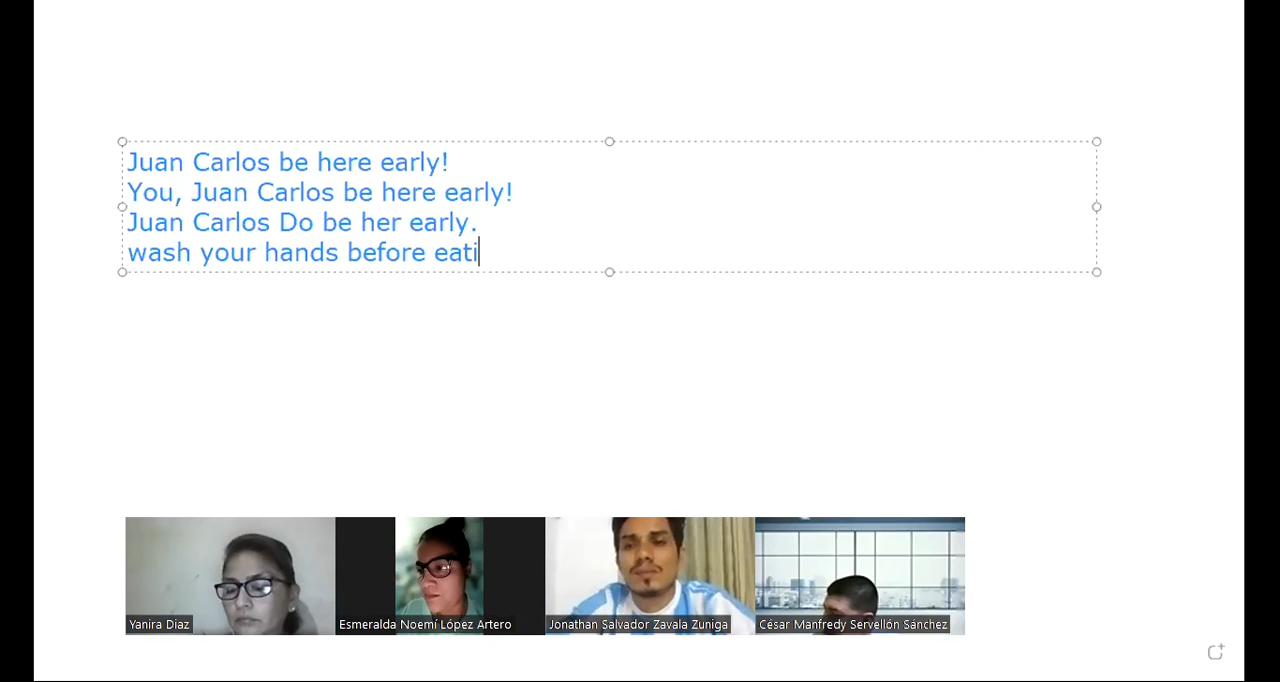 Juan Carlos be here early!
You, Juan Carlos be here early!
Juan Carlos Do be her early.
wash your hands before eati
Yanira Diaz
Esmeralda Noemí López Artero
Jonathan Salvador Zavala Zuniga
César Manfredy Servellón Sánchez